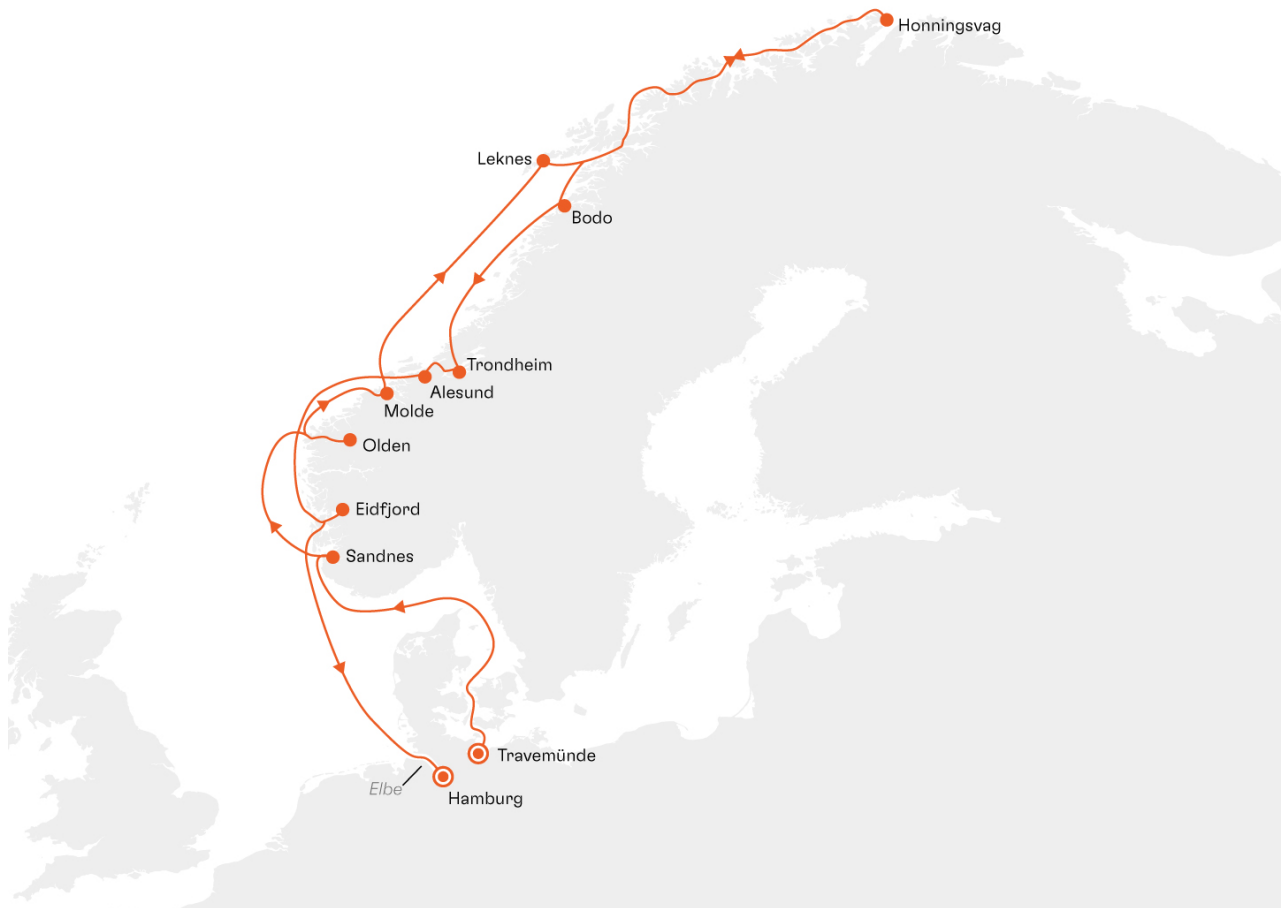 Honningsvag
Leknes
Bodo
Trondheim
Alesund
Molde
Olden
Eidfjord
Sandnes
Travemünde
Elbe
Hamburg